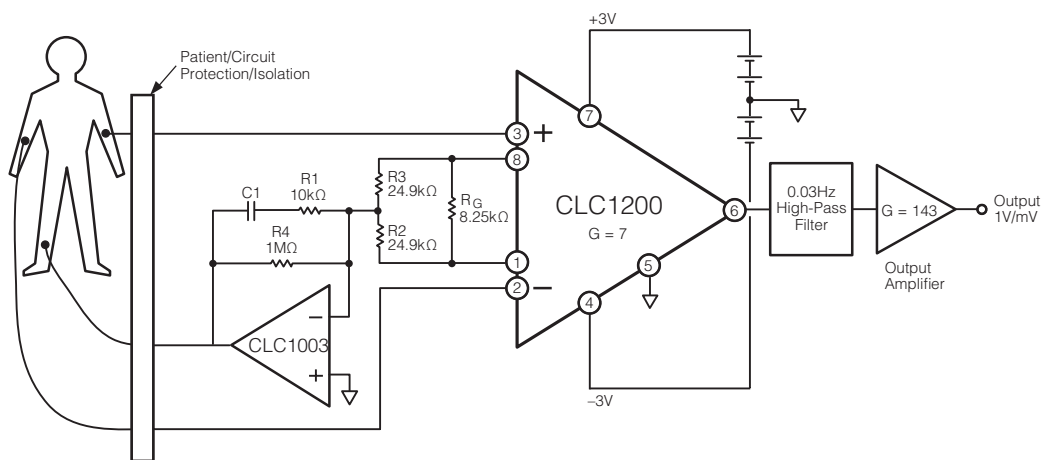 Patient/Circuit
Protection/Isolation
+3V
7
3
+
8
R1
10kΩ
C1
R3
24.9kΩ
RG
8.25kΩ
CLC1200
G = 7
6
0.03Hz
High-Pass
Filter
G = 143
Output
1V/mV
R4
1MΩ
R2
24.9kΩ
1
5
2
−
4
Output
Amplifier
−
CLC1003
+
−3V